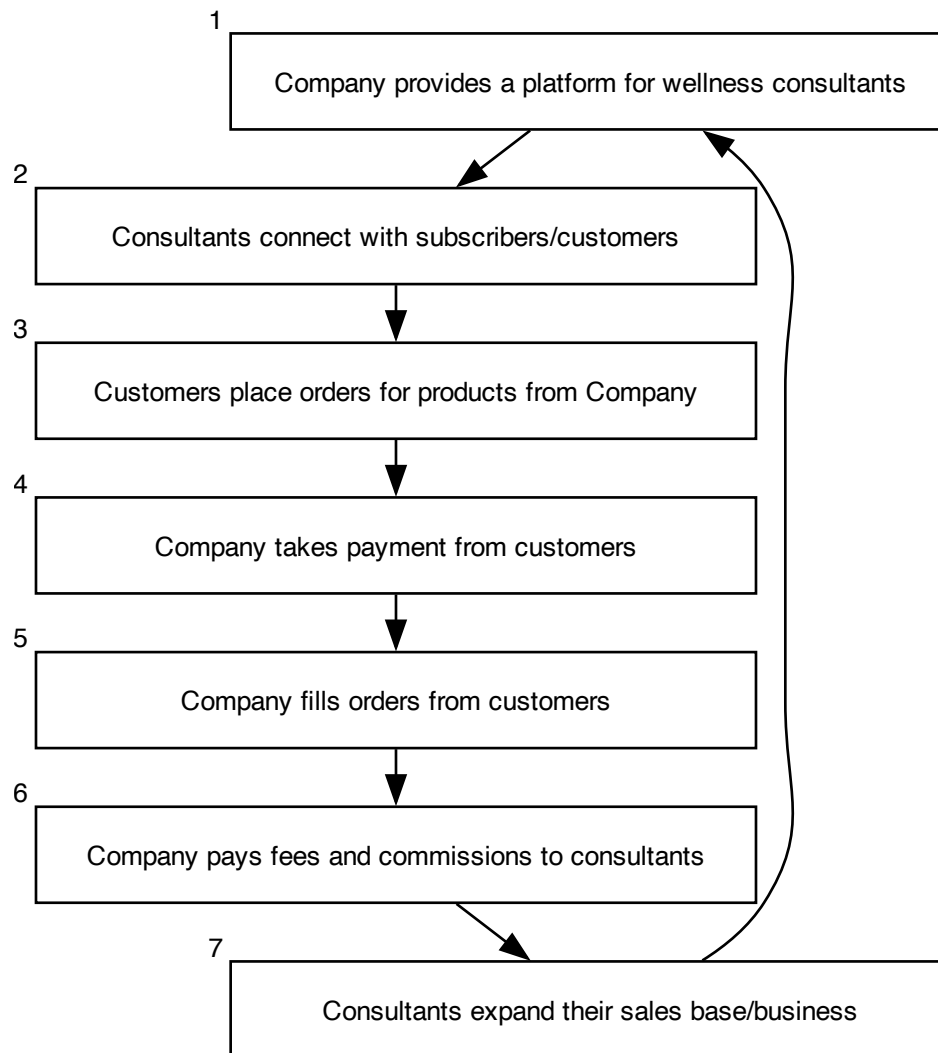 1
Company provides a platform for wellness consultants
2
Consultants connect with subscribers/customers
3
Customers place orders for products from Company
4
Company takes payment from customers
5
Company fills orders from customers
6
Company pays fees and commissions to consultants
7
Consultants expand their sales base/business